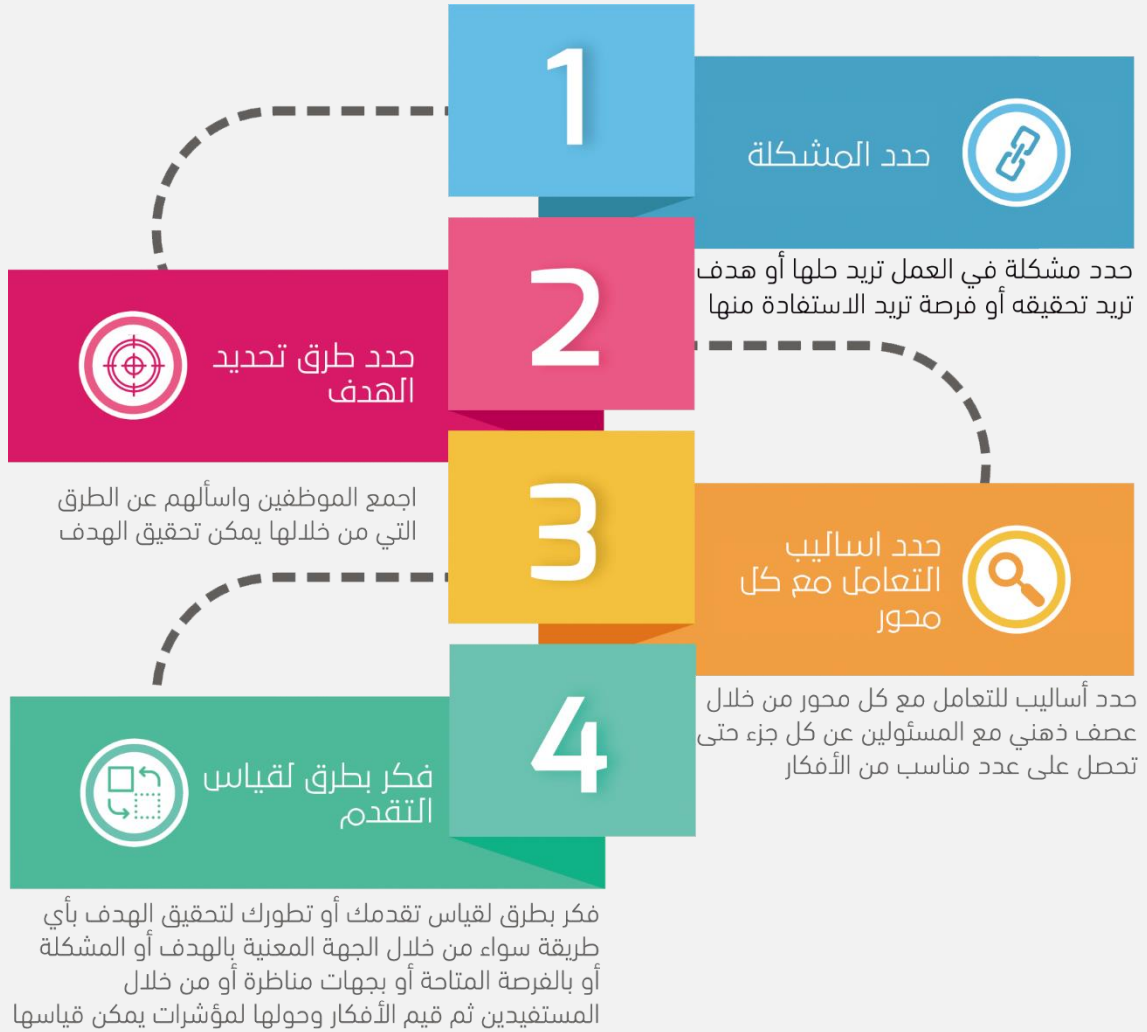 1
حدد المشكلة
حدد مشكلة في العمل تريد حلها أو هدف
تريد تحقيقه أو فرصة تريد الاستفادة منها
2
حدد طرق تحديد
الهدف
اجمع الموظفين واسألهم عن الطرق
التي من خلالها يمكن تحقيق الهدف
3
حدد اساليب
التعامل مع كل
محور
حدد أساليب للتعامل مع كل محور من خلال
عصف ذهني مع المسئولين عن كل جزء حتى
تحصل على عدد مناسب من الأفكار
4
فكر بطرق لقياس
التقدم
فكر بطرق لقياس تقدمك أو تطورك لتحقيق الهدف بأي
طريقة سواء من خلال الجهة المعنية بالهدف أو المشكلة
أو بالفرصة المتاحة أو بجهات مناظرة أو من خلال
المستفيدين ثم قيم الأفكار وحولها لمؤشرات يمكن قياسها